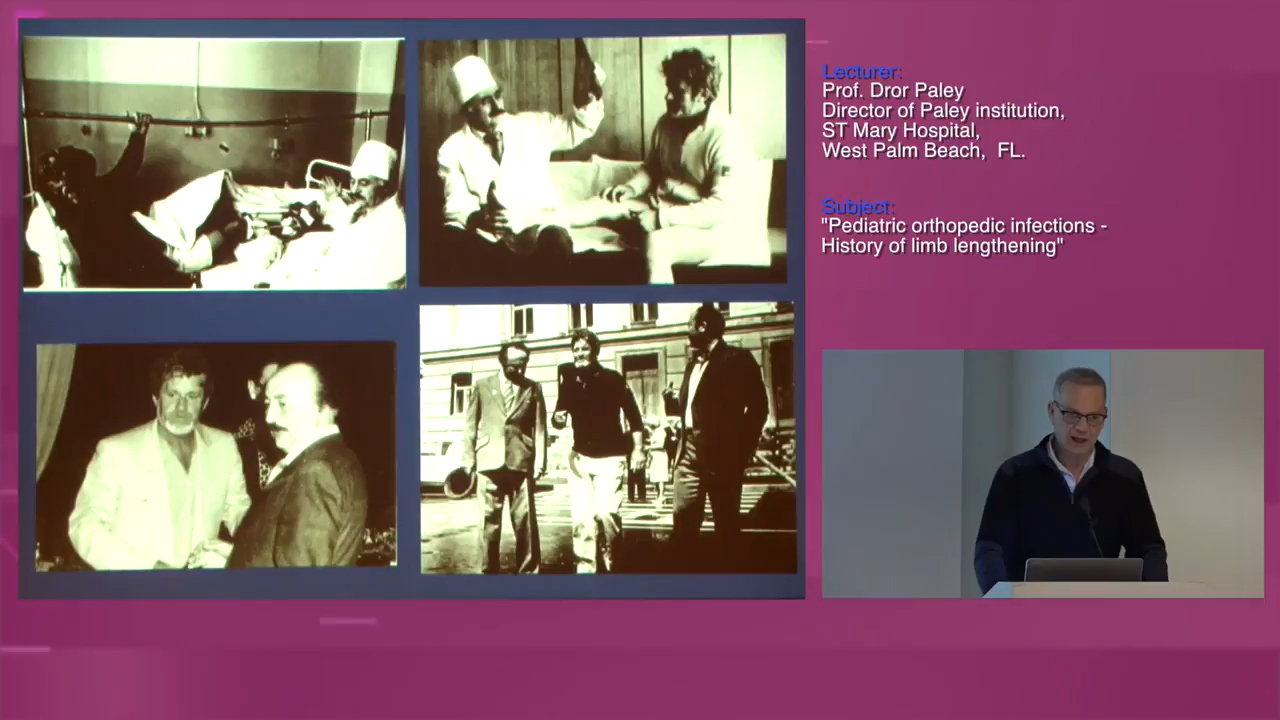 Lecturer:
Prof. Dror Paley
Director of Paley institution,
ST Mary Hospital,
West Palm Beach, FL.
Subject:
"Pediatric orthopedic infections -
History of limb lengthening"